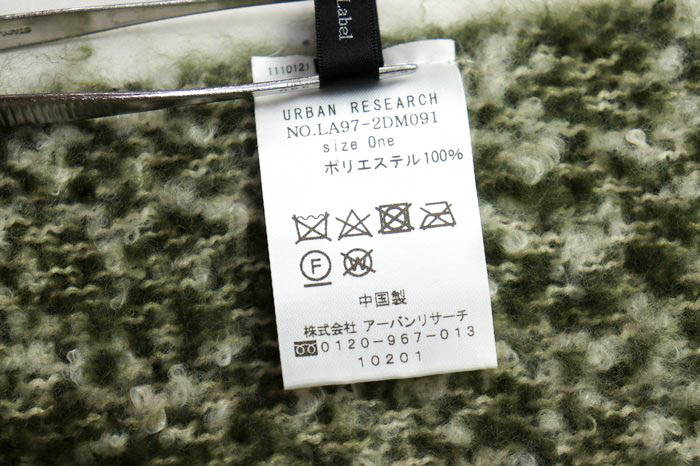 Label
1110121
URBAN RESEARCH
NO.LA97-2DM091
size One
ポリエステル100%
F
W
中国製
株式会社 アーバンリサーチ
0120-967-013
10201